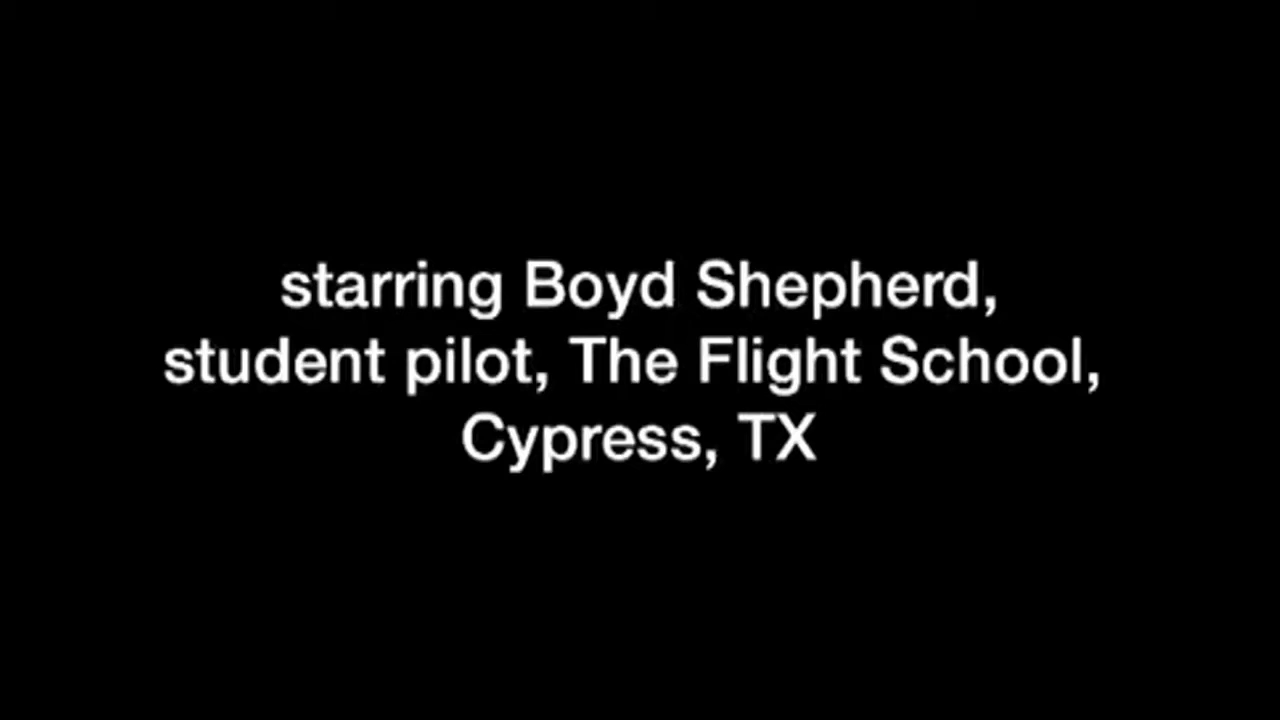 starring Boyd Shepherd,
student pilot, The Flight School,
Cypress, TX